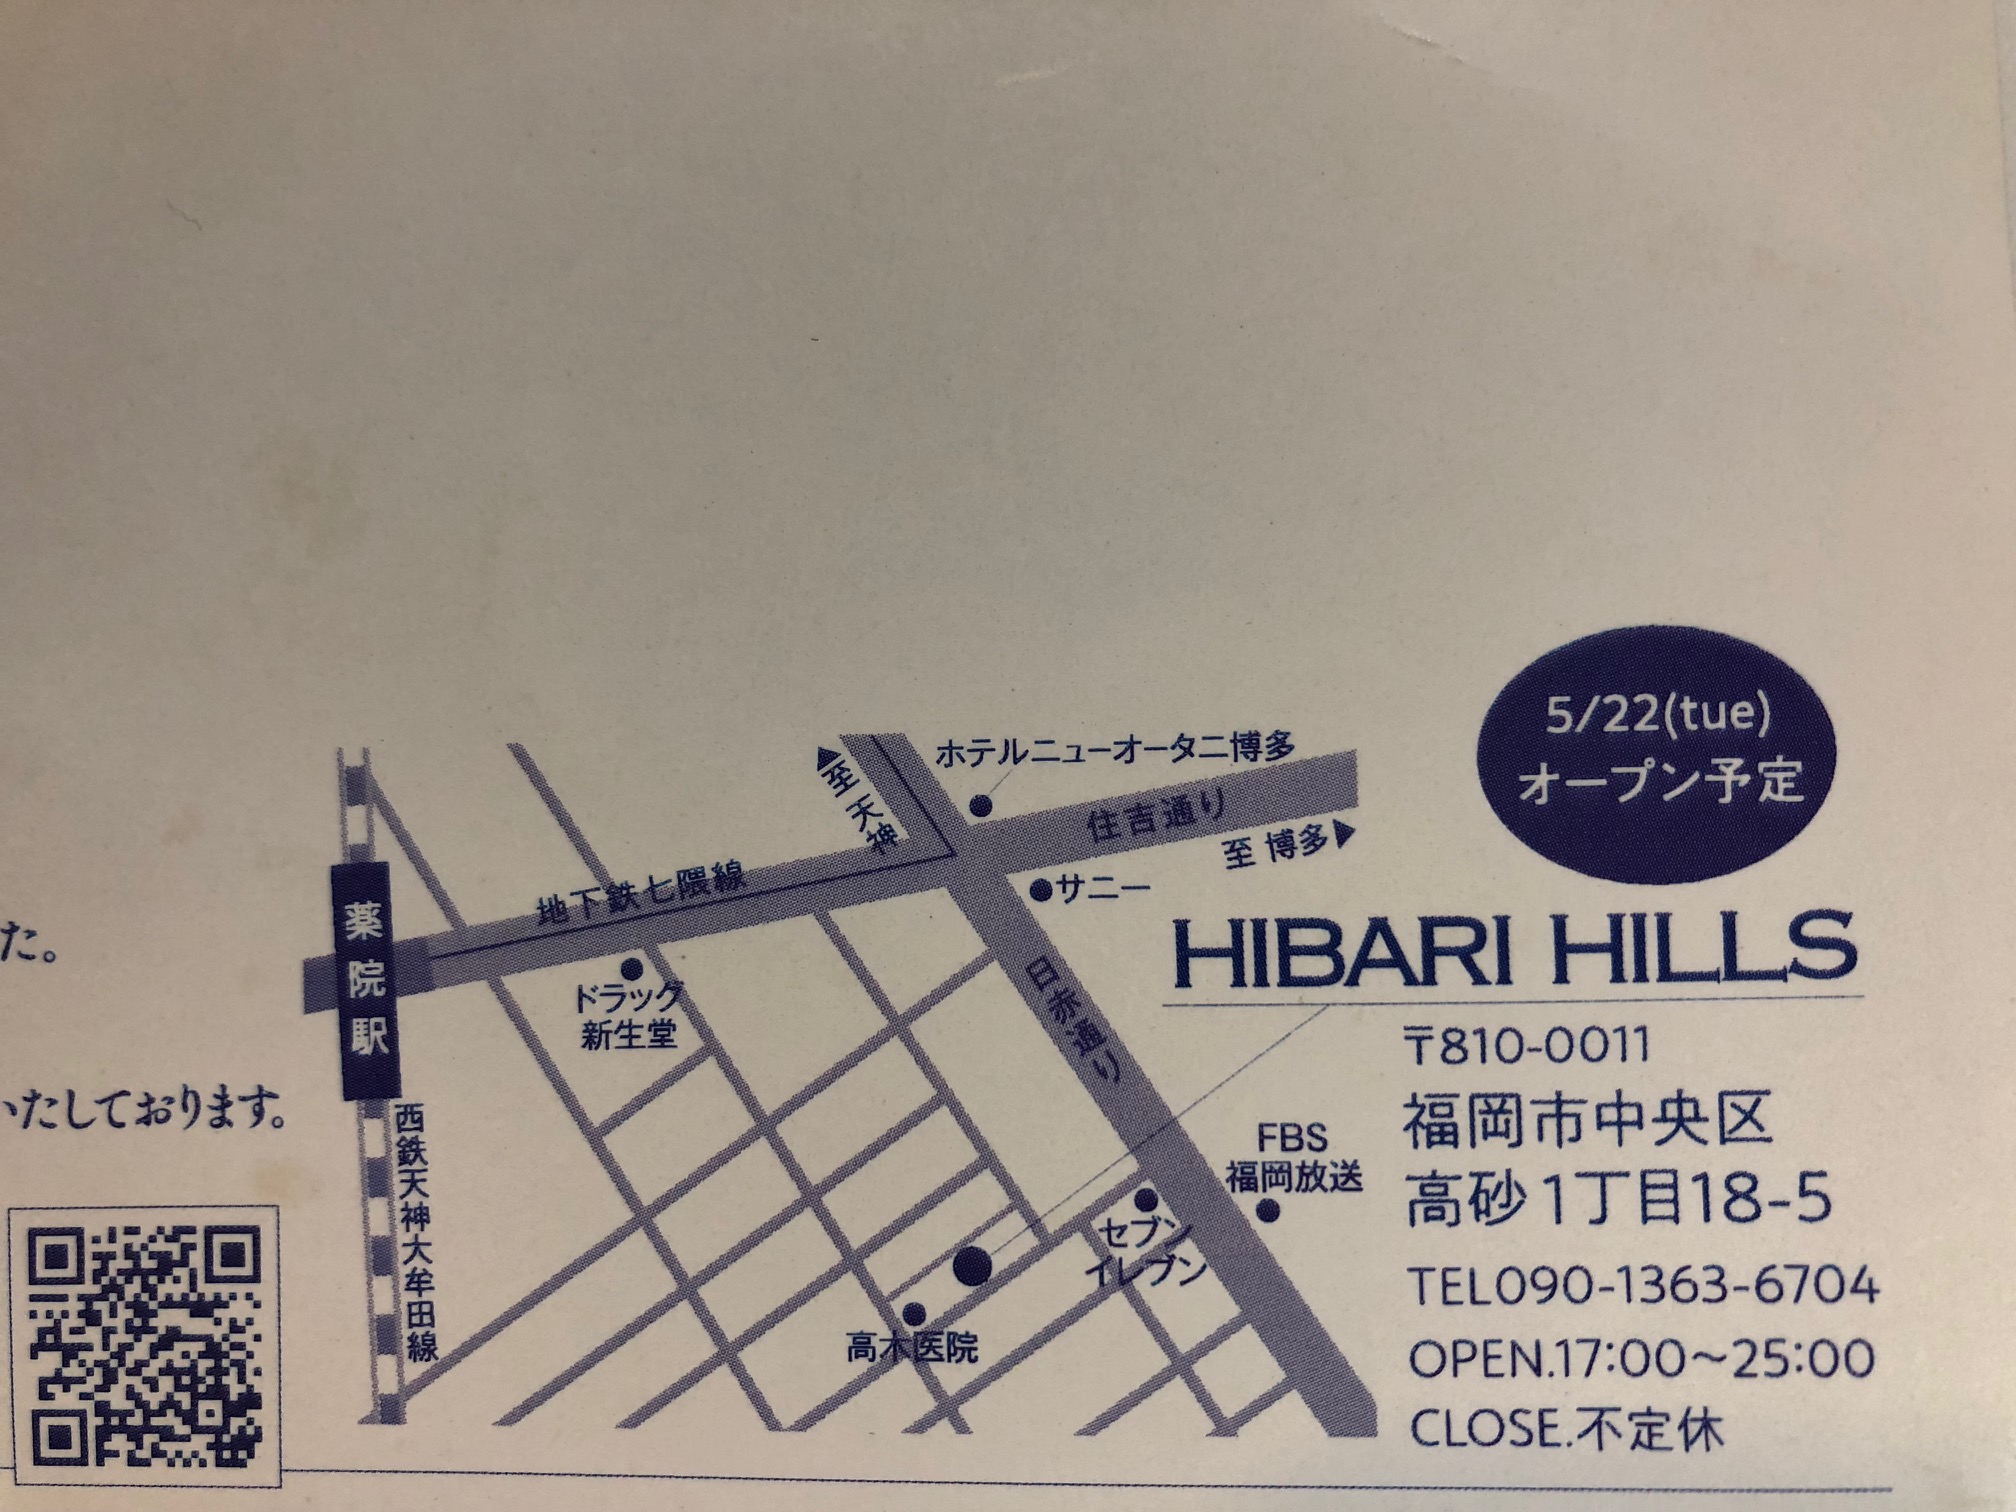 5/22(tue)
オープン予定
ホテルニューオータニ博多
至 天神
住吉通り
至 博多
サニー
地下鉄七隈線
薬院駅
ドラッグ
新生堂
日赤通り
HIBARI HILLS
た。
いたしております。
西鉄天神大牟田線
FBS
福岡放送
セブン
イレブン
高木医院
〒810-0011
福岡市中央区
高砂1丁目18-5
TEL090-1363-6704
OPEN.17:00~25:00
CLOSE.不定休